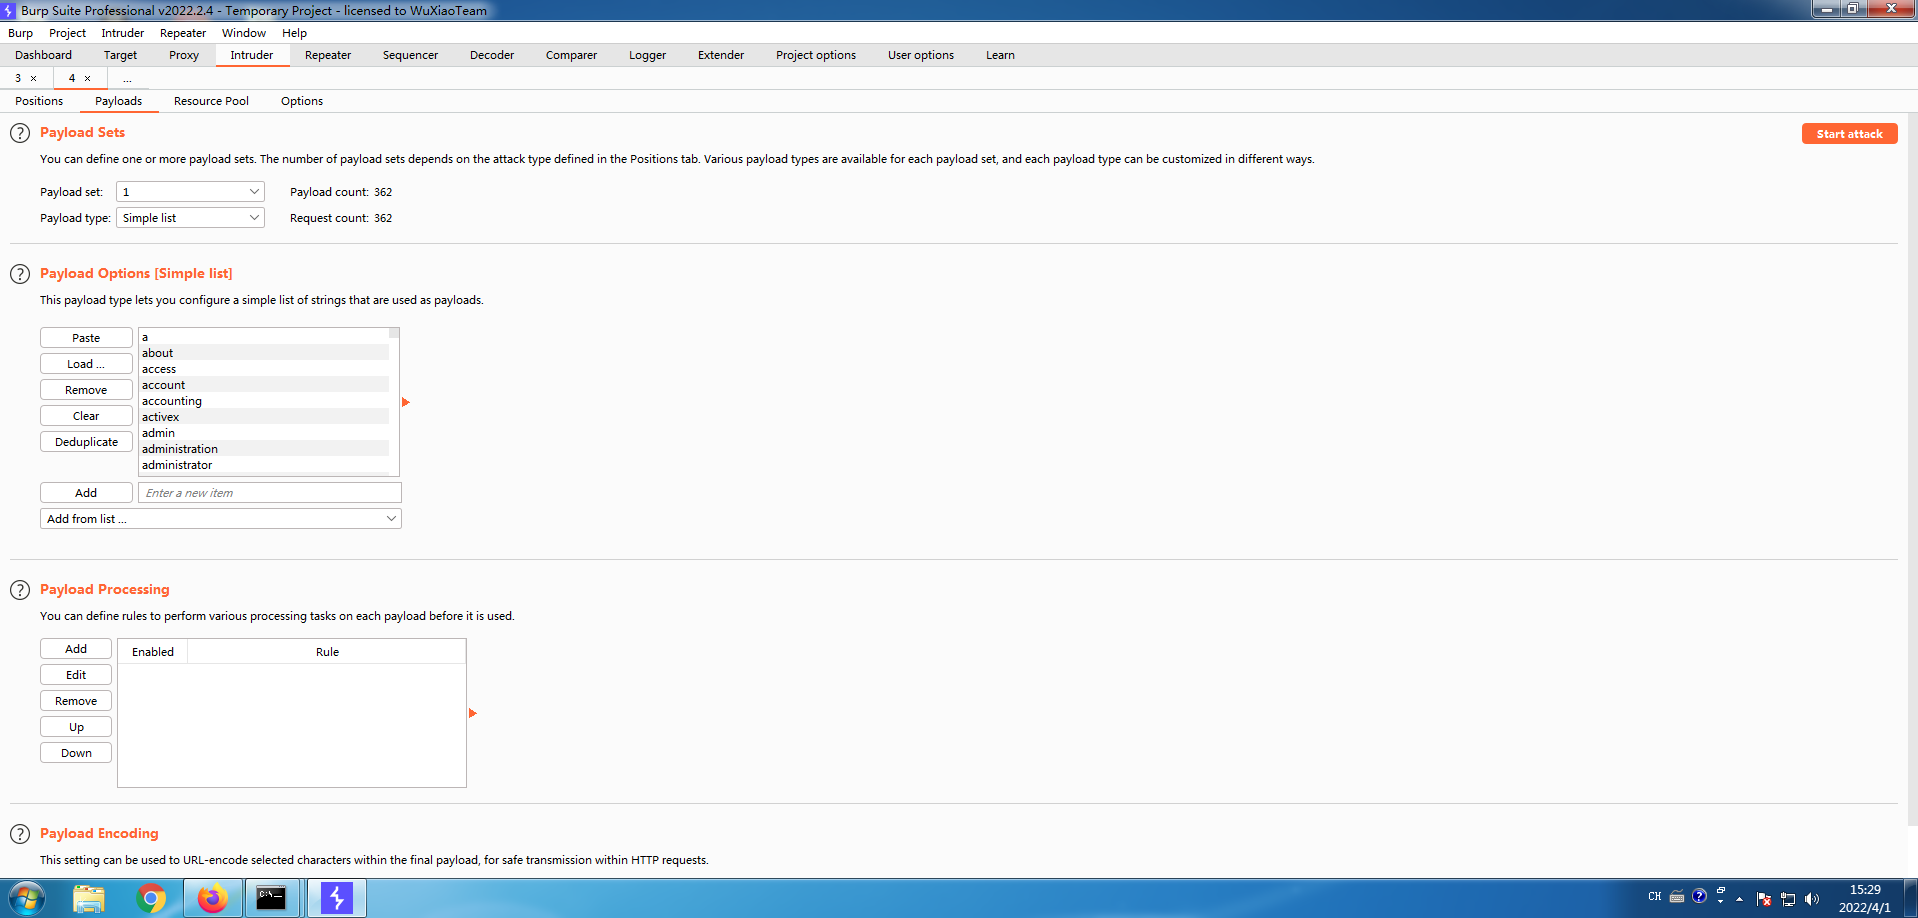 Burp Suite Professional v2022.2.4 - Temporary Project - licensed to WuXiaoTeam
Burp Project Intruder Repeater Window Help
Dashboard Target Proxy Intruder Repeater Sequencer Decoder Comparer Logger Extender Project options User options Learn
3 × 4 × ...
Positions Payloads Resource Pool Options
? Payload Sets
Start attack
You can define one or more payload sets. The number of payload sets depends on the attack type defined in the Positions tab. Various payload types are available for each payload set, and each payload type can be customized in different ways.
Payload set: 1 Payload count: 362
Payload type: Simple list Request count: 362
? Payload Options [Simple list]
This payload type lets you configure a simple list of strings that are used as payloads.
Paste
Load ...
Remove
Clear
Deduplicate
a
about
access
account
accounting
activex
admin
administration
administrator
Add Enter a new item
Add from list ...
? Payload Processing
You can define rules to perform various processing tasks on each payload before it is used.
Add
Edit
Remove
Up
Down
Enabled Rule
? Payload Encoding
This setting can be used to URL-encode selected characters within the final payload, for safe transmission within HTTP requests.
C:\_
CH ?
15:29
2022/4/1